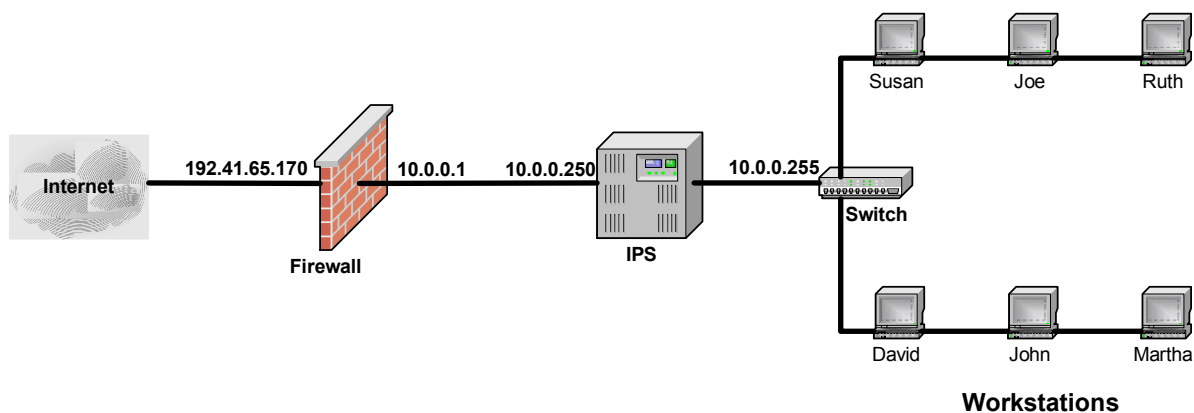 Susan
Joe
Ruth
Internet
192.41.65.170
10.0.0.1
10.0.0.250
10.0.0.255
Firewall
IPS
Switch
David
John
Martha
Workstations